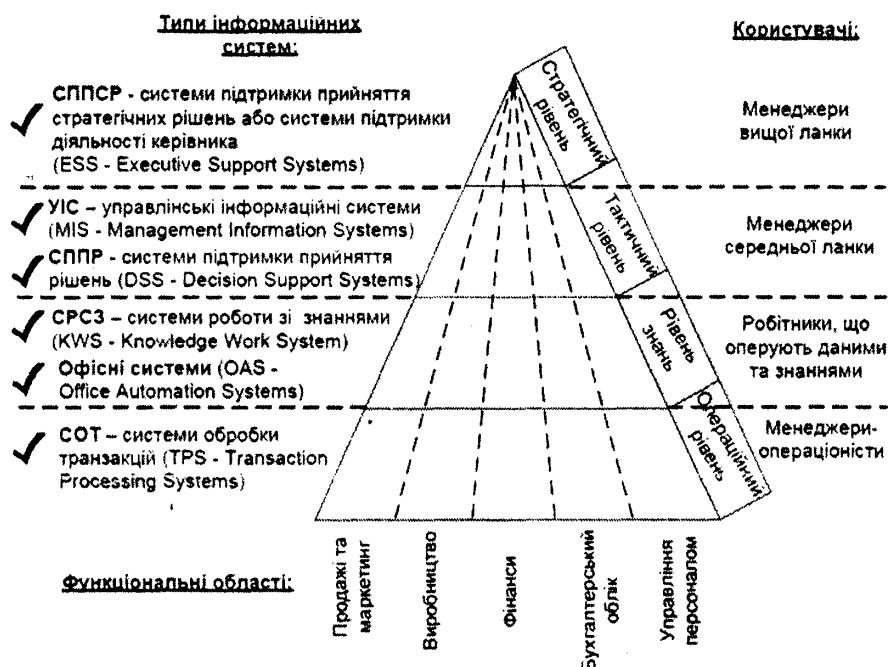 Типи інформаційних
систем:
Користувачі:
СППСР - системи підтримки прийняття
стратегічних рішень або системи підтримки
діяльності керівника
(ESS - Executive Support Systems)
Стратегічний
рівень
Менеджери
вищої ланки
УІС – управлінські інформаційні системи
(MIS - Management Information Systems)
СППР - системи підтримки прийняття
рішень (DSS - Decision Support Systems)
Тактичний
рівень
Менеджери
середньої ланки
СРСЗ – системи роботи зі знаннями
(KWS - Knowledge Work System)
Офісні системи (OAS -
Office Automation Systems)
Рівень
знань
Робітники, що
оперують даними
та знаннями
СОТ – системи обробки
транзакцій (TPS - Transaction
Processing Systems)
Операційний
рівень
Менеджери-
операціоністи
Функціональні області:
Продажі та
маркетинг
Виробництво
Фінанси
Бухгалтерський
облік
Управління
персоналом